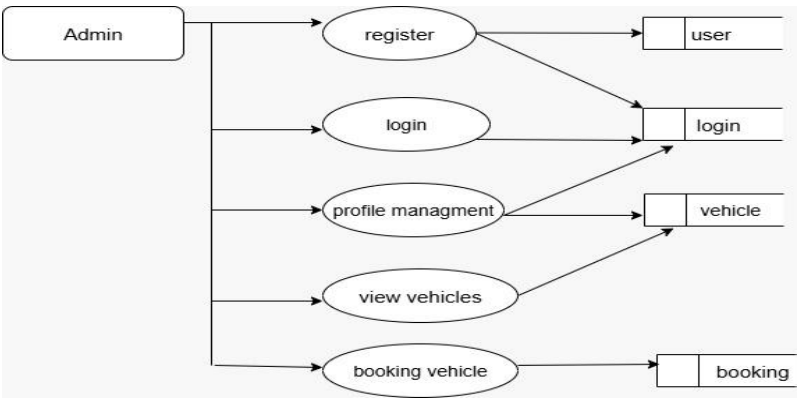 Admin
register
user
login
login
profile managment
vehicle
view vehicles
booking vehicle
booking